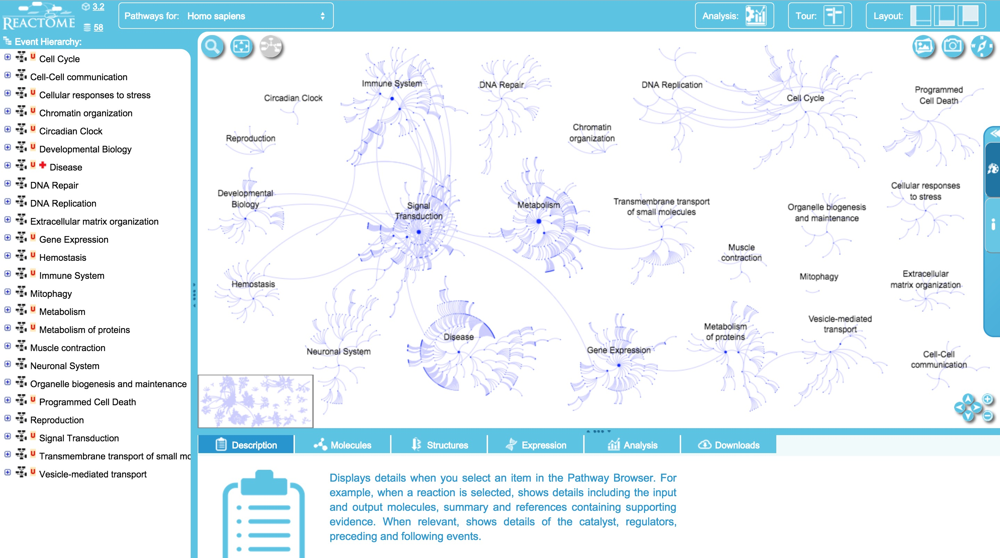 REACTOME
3.2
58
Pathways for: Homo sapiens
Analysis:
Tour:
Layout:
Event Hierarchy:
U Cell Cycle
Cell-Cell communication
U Cellular responses to stress
U Chromatin organization
U Circadian Clock
U Developmental Biology
U Disease
DNA Repair
DNA Replication
Extracellular matrix organization
U Gene Expression
U Hemostasis
U Immune System
Mitophagy
U Metabolism
U Metabolism of proteins
U Muscle contraction
Neuronal System
Organelle biogenesis and maintenance
U Programmed Cell Death
Reproduction
U Signal Transduction
U Transmembrane transport of small mo
U Vesicle-mediated transport
Immune System
DNA Repair
DNA Replication
Circadian Clock
Cell Cycle
Programmed
Cell Death
Reproduction
Chromatin
organization
Developmental
Biology
Signal
Transduction
Metabolism
Transmembrane transport
of small molecules
Organelle biogenesis
and maintenance
Cellular responses
to stress
Muscle
contraction
Mitophagy
Extracellular
matrix organization
Hemostasis
Neuronal System
Disease
Gene Expression
Metabolism
of proteins
Vesicle-mediated
transport
Cell-Cell
communication
N
W E
S
Description
Molecules
Structures
Expression
Analysis
Downloads
Displays details when you select an item in the Pathway Browser. For
example, when a reaction is selected, shows details including the input
and output molecules, summary and references containing supporting
evidence. When relevant, shows details of the catalyst, regulators,
preceding and following events.